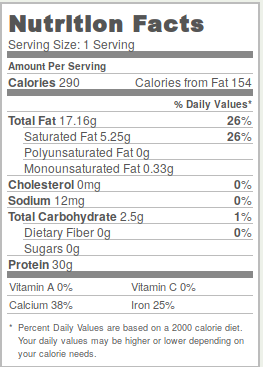 Nutrition Facts
Serving Size: 1 Serving
Amount Per Serving
Calories 290 Calories from Fat 154
% Daily Values*
Total Fat 17.16g 26%
Saturated Fat 5.25g 26%
Polyunsaturated Fat 0g
Monounsaturated Fat 0.33g
Cholesterol 0mg 0%
Sodium 12mg 0%
Total Carbohydrate 2.5g 1%
Dietary Fiber 0g 0%
Sugars 0g
Protein 30g
Vitamin A 0% Vitamin C 0%
Calcium 38% Iron 25%
* Percent Daily Values are based on a 2000 calorie diet.
Your daily values may be higher or lower depending on
your calorie needs.